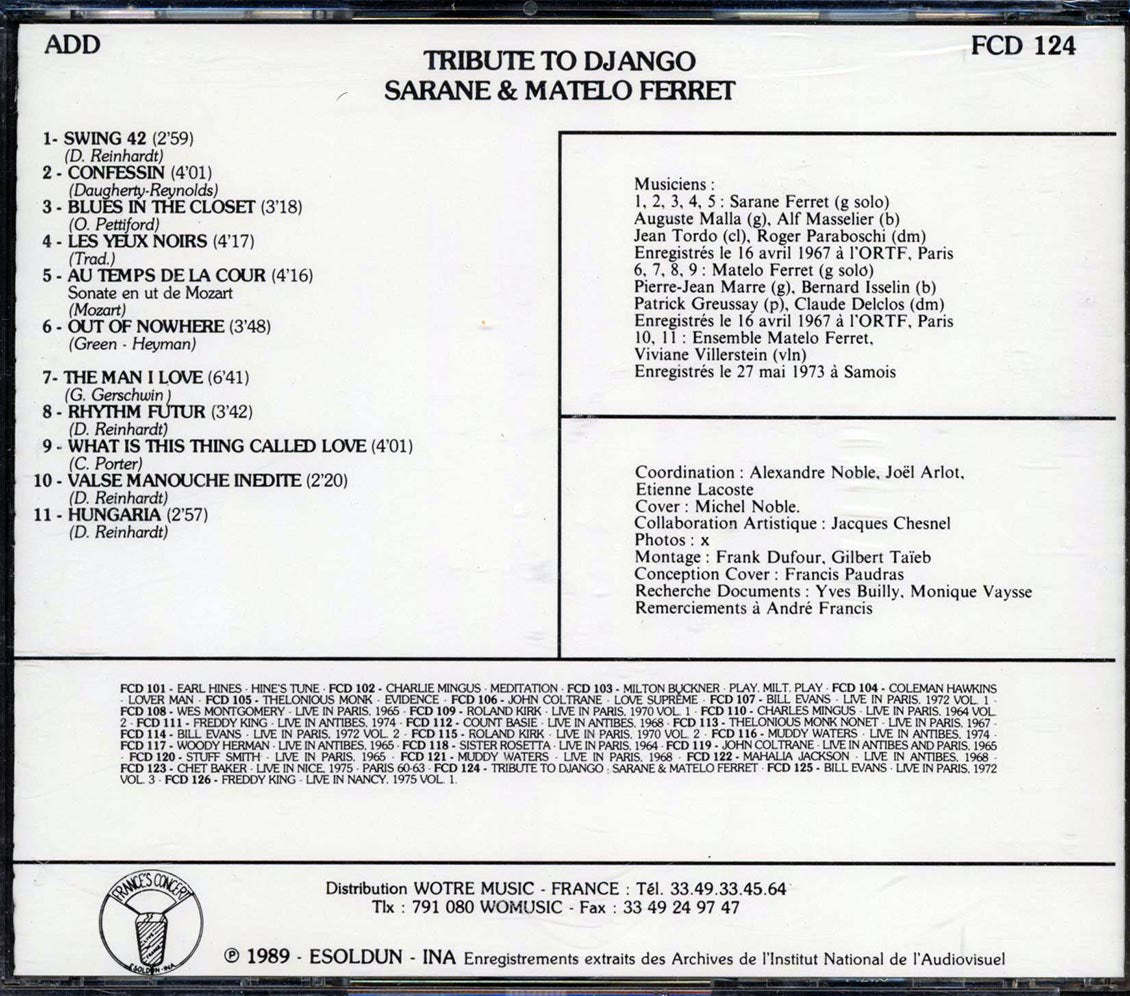 ADD
FCD 124
TRIBUTE TO DJANGO
SARANE & MATELO FERRET
1- SWING 42 (2'59)
(D. Reinhardt)
2 - CONFESSIN (4'01)
(Daugherty-Reynolds)
3 - BLUES IN THE CLOSET (3'18)
(O. Pettiford)
4 - LES YEUX NOIRS (4'17)
(Trad.)
5 - AU TEMPS DE LA COUR (4'16)
Sonate en ut de Mozart
(Mozart)
6 - OUT OF NOWHERE (3'48)
(Green - Heyman)
7- THE MAN I LOVE (6'41)
(G. Gerschwin)
8 - RHYTHM FUTUR (3'42)
(D. Reinhardt)
9 - WHAT IS THIS THING CALLED LOVE (4'01)
(C. Porter)
10 - VALSE MANOUCHE INEDITE (2'20)
(D. Reinhardt)
11 - HUNGARIA (2'57)
(D. Reinhardt)
Musiciens :
1, 2, 3, 4, 5 : Sarane Ferret (g solo)
Auguste Malla (g), Alf Masselier (b)
Jean Tordo (cl), Roger Paraboschi (dm)
Enregistrés le 16 avril 1967 à l'ORTF, Paris
6, 7, 8, 9 : Matelo Ferret (g solo)
Pierre-Jean Marre (g), Bernard Isselin (b)
Patrick Greussay (p), Claude Delclos (dm)
Enregistrés le 16 avril 1967 à l'ORTF, Paris
10, 11 : Ensemble Matelo Ferret,
Viviane Villerstein (vln)
Enregistrés le 27 mai 1973 à Samois
Coordination : Alexandre Noble, Joël Arlot,
Etienne Lacoste
Cover : Michel Noble.
Collaboration Artistique : Jacques Chesnel
Photos : x
Montage : Frank Dufour, Gilbert Taïeb
Conception Cover : Francis Paudras
Recherche Documents : Yves Builly, Monique Vaysse
Remerciements à André Francis
FCD 101 - EARL HINES · HINE'S TUNE · FCD 102 - CHARLIE MINGUS · MEDITATION · FCD 103 - MILTON BUCKNER · PLAY, MILT, PLAY · FCD 104 - COLEMAN HAWKINS
· LOVER MAN · FCD 105 - THELONIOUS MONK · EVIDENCE · FCD 106 - JOHN COLTRANE · LOVE SUPRÊME · FCD 107 - BILL EVANS · LIVE IN PARIS, 1972 VOL. 1 ·
FCD 108 - WES MONTGOMERY · LIVE IN PARIS. 1965 · FCD 109 - ROLAND KIRK · LIVE IN PARIS, 1970 VOL. 1 · FCD 110 - CHARLES MINGUS · LIVE IN PARIS, 1964 VOL.
2 · FCD 111 - FREDDY KING · LIVE IN ANTIBES, 1974 · FCD 112 - COUNT BASIE · LIVE IN ANTIBES, 1968 · FCD 113 - THELONIOUS MONK NONET · LIVE IN PARIS, 1967 ·
FCD 114 - BILL EVANS · LIVE IN PARIS, 1972 VOL. 2 · FCD 115 - ROLAND KIRK · LIVE IN PARIS, 1970 VOL. 2 · FCD 116 - MUDDY WATERS · LIVE IN ANTIBES, 1974 ·
FCD 117 - WOODY HERMAN · LIVE IN ANTIBES, 1965 · FCD 118 - SISTER ROSETTA · LIVE IN PARIS, 1964 · FCD 119 - JOHN COLTRANE · LIVE IN ANTIBES AND PARIS, 1965
· FCD 120 - STUFF SMITH · LIVE IN PARIS, 1965 · FCD 121 - MUDDY WATERS · LIVE IN PARIS, 1968 · FCD 122 - MAHALIA JACKSON · LIVE IN ANTIBES, 1968 ·
FCD 123 - CHET BAKER · LIVE IN NICE, 1975 · PARIS 60-63 · FCD 124 - TRIBUTE TO DJANGO : SARANE & MATELO FERRET · FCD 125 - BILL EVANS · LIVE IN PARIS, 1972
VOL. 3 · FCD 126 - FREDDY KING · LIVE IN NANCY, 1975 VOL. 1.
FRANCE'S CONCERT
ESOLDUN-INA
Distribution WOTRE MUSIC - FRANCE : Tél. 33.49.33.45.64
Tlx : 791 080 WOMUSIC - Fax : 33 49 24 97 47
℗ 1989 - ESOLDUN - INA Enregistrements extraits des Archives de l'Institut National de l'Audiovisuel